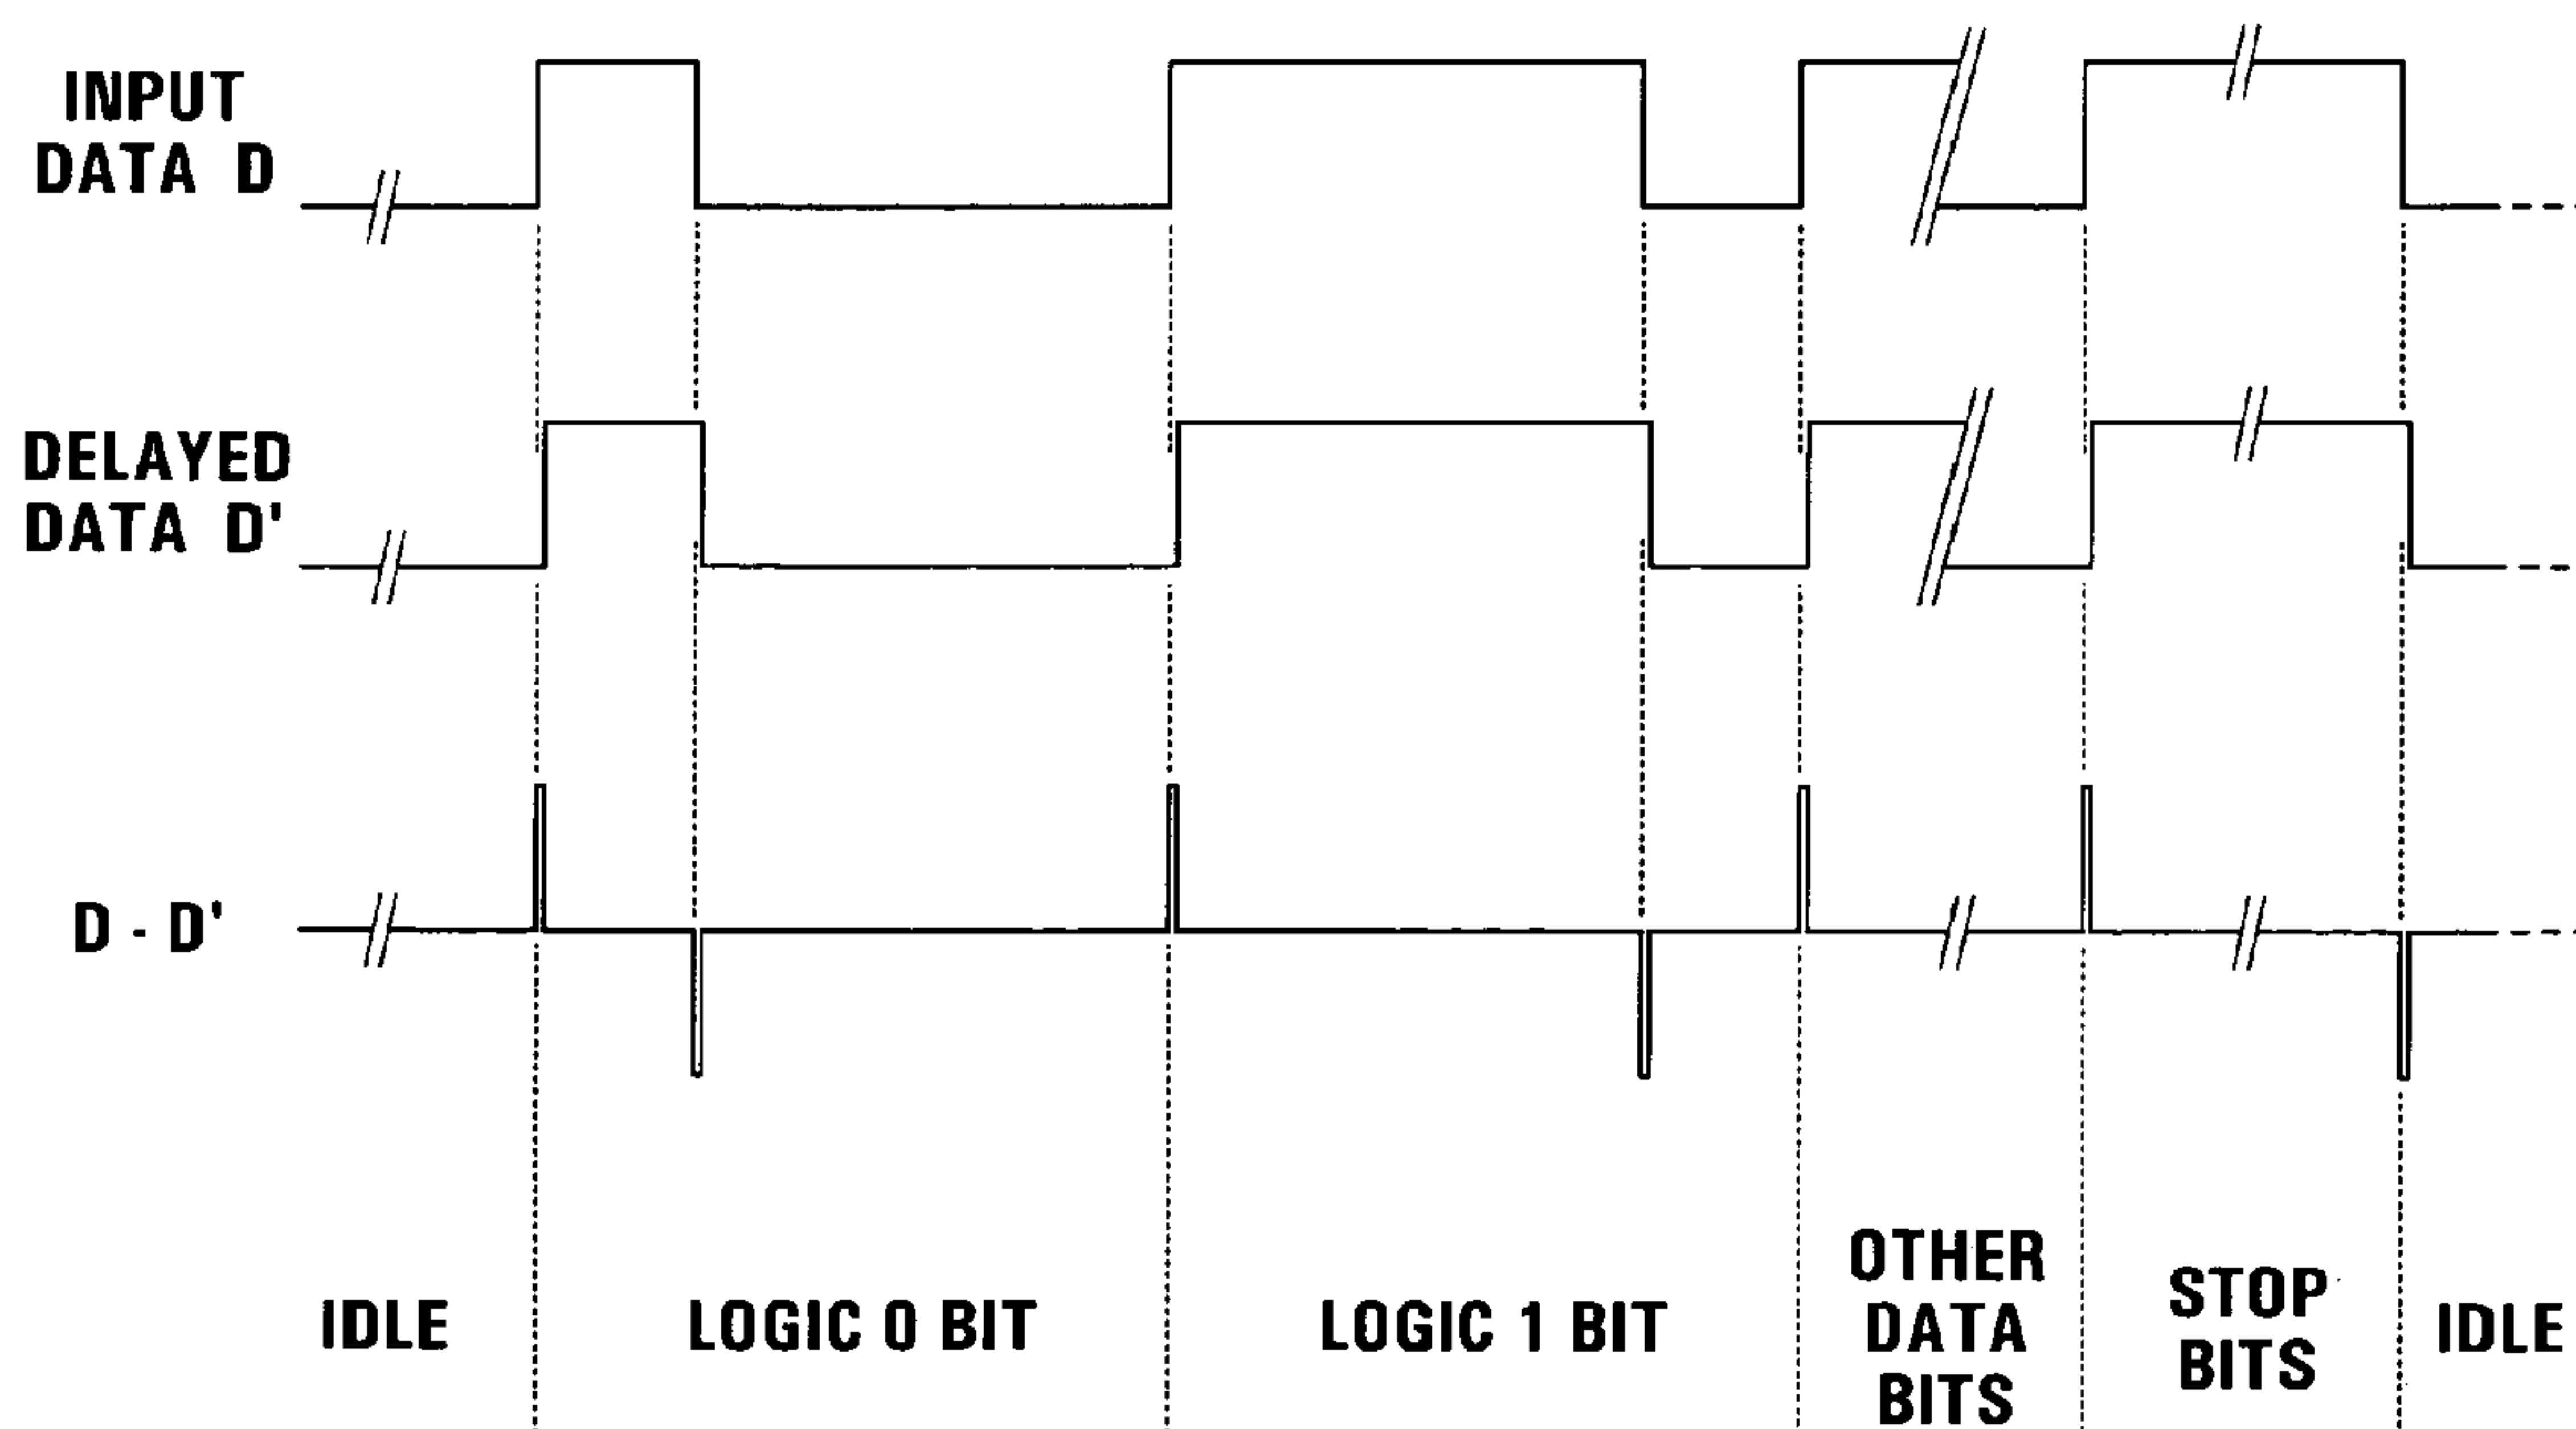 INPUT
DATA D
DELAYED
DATA D'
D - D'
IDLE
LOGIC 0 BIT
LOGIC 1 BIT
OTHER
DATA
BITS
STOP
BITS
IDLE